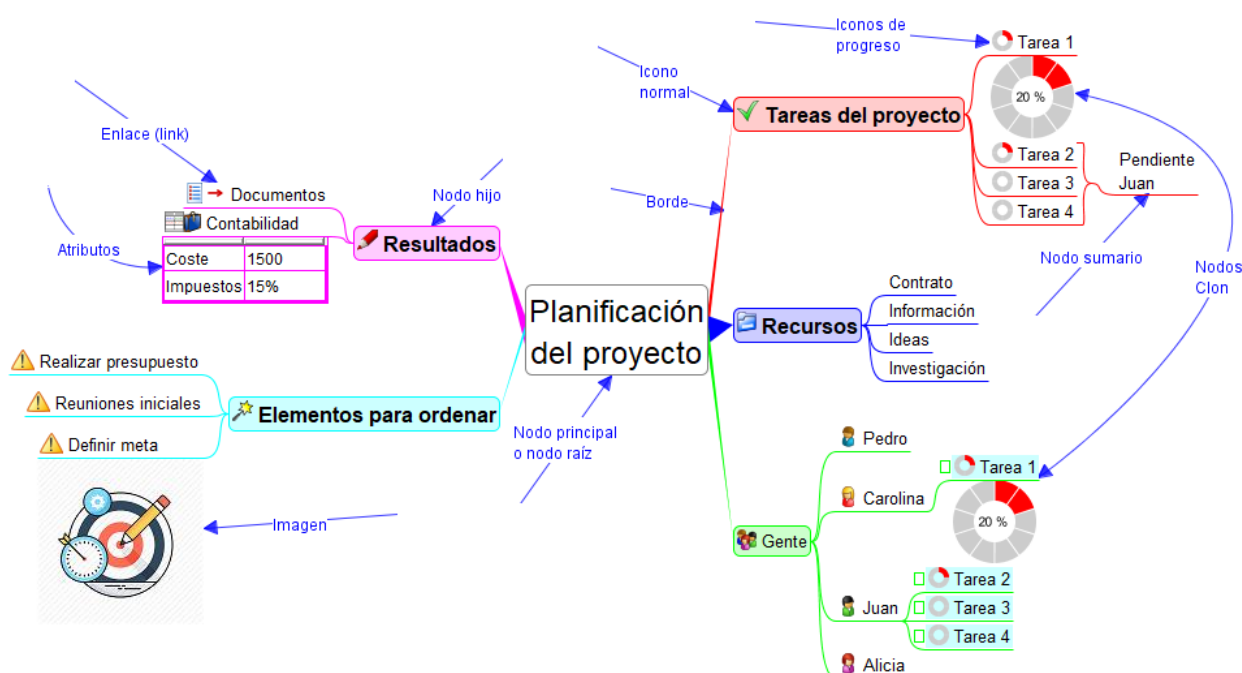 Iconos de
progreso
Tarea 1
20 %
Icono
normal
Tareas del proyecto
Tarea 2
Tarea 3
Tarea 4
Pendiente
Juan
Enlace (link)
Documentos
Nodo hijo
Borde
Contabilidad
Resultados
Atributos
Coste 1500
Impuestos 15%
Nodo sumario
Nodos
Clon
Planificación
del proyecto
Recursos
Contrato
Información
Ideas
Investigación
Realizar presupuesto
Reuniones iniciales
Definir meta
Elementos para ordenar
Nodo principal
o nodo raíz
Imagen
Gente
Pedro
Carolina
Tarea 1
20 %
Juan
Tarea 2
Tarea 3
Tarea 4
Alicia